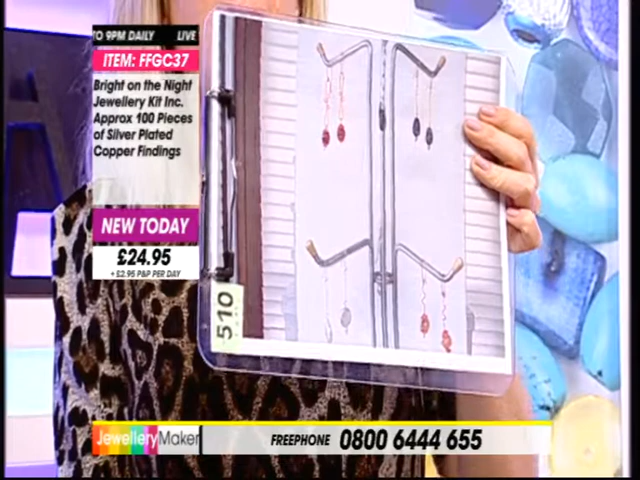 TO 9PM DAILY LIVE
ITEM: FFGC37
Bright on the Night
Jewellery Kit Inc.
Approx 100 Pieces
of Silver Plated
Copper Findings
NEW TODAY
£24.95
+ £2.95 P&P PER DAY
510
JewelleryMaker
FREEPHONE 0800 6444 655